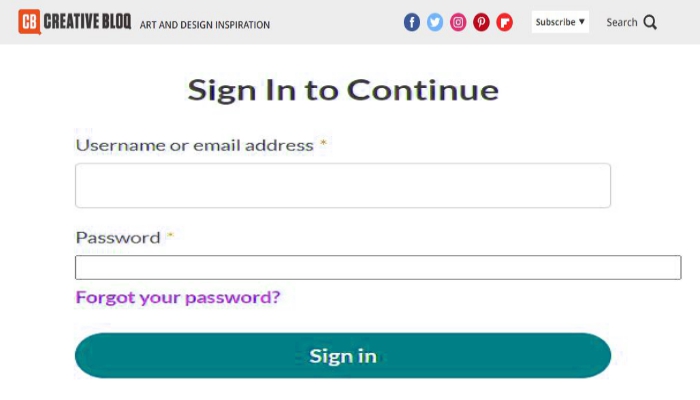 CB CREATIVE BLOQ ART AND DESIGN INSPIRATION Subscribe ▼ Search
Sign In to Continue
Username or email address *
Password *
Forgot your password?
Sign in